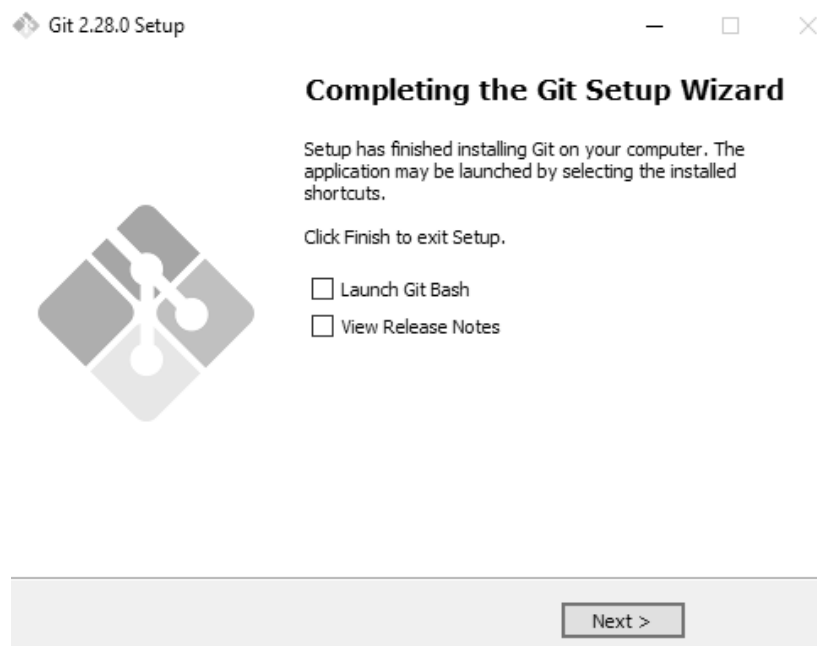 Git 2.28.0 Setup
Completing the Git Setup Wizard
Setup has finished installing Git on your computer. The
application may be launched by selecting the installed
shortcuts.
Click Finish to exit Setup.
Launch Git Bash
View Release Notes
Next >